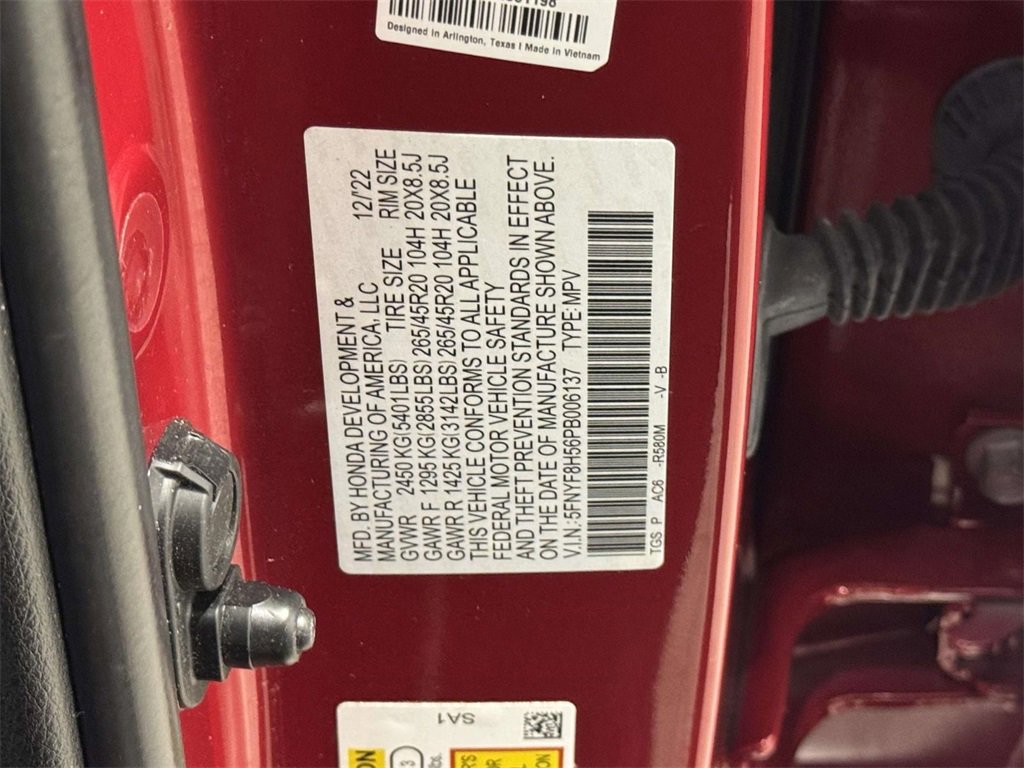 Designed in Arlington, Texas | Made in Vietnam
MFD. BY HONDA DEVELOPMENT & 12/'22
MANUFACTURING OF AMERICA, LLC
GVWR 2450 KG(5401LBS) TIRE SIZE RIM SIZE
GAWR F 1295 KG(2855LBS) 265/45R20 104H 20X8.5J
GAWR R 1425 KG(3142LBS) 265/45R20 104H 20X8.5J
THIS VEHICLE CONFORMS TO ALL APPLICABLE
FEDERAL MOTOR VEHICLE SAFETY
AND THEFT PREVENTION STANDARDS IN EFFECT
ON THE DATE OF MANUFACTURE SHOWN ABOVE.
V.I.N.:5FNYF8H56PB006137 TYPE:MPV
TGS P AC6 -R580M -V -B
SA1